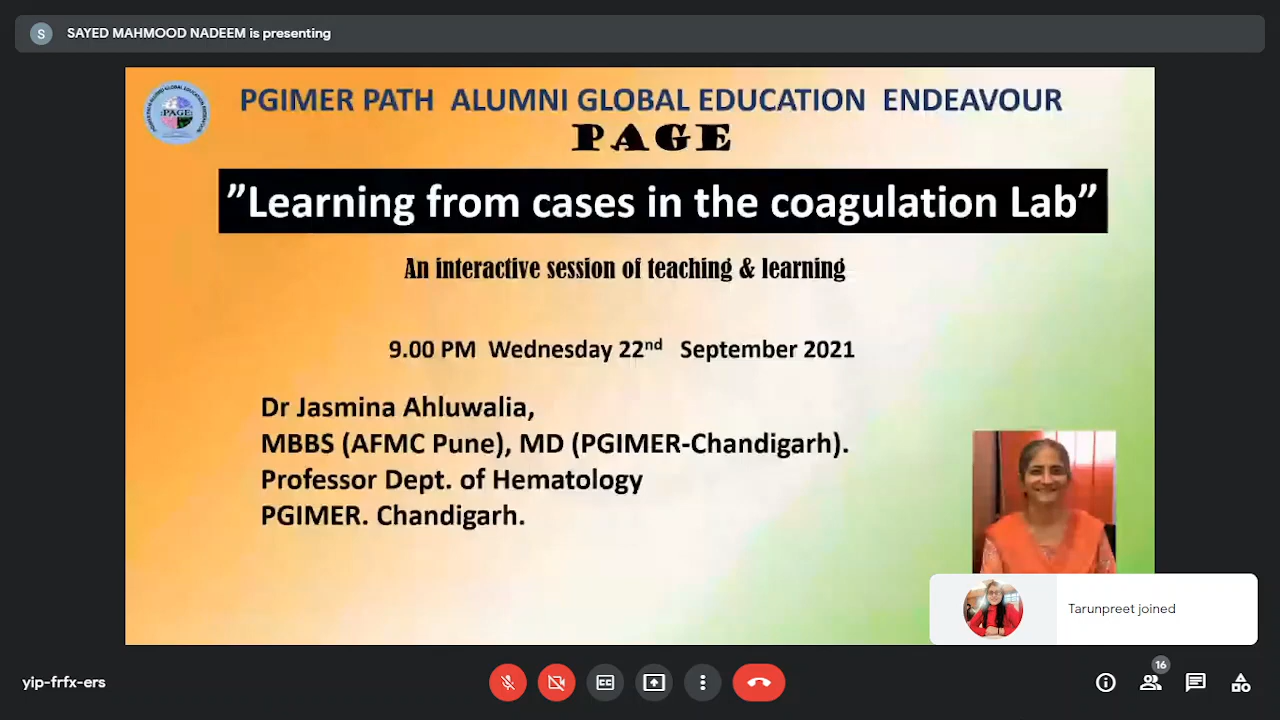 S
SAYED MAHMOOD NADEEM is presenting
PAGE
PGIMER PATH ALUMNI GLOBAL EDUCATION ENDEAVOUR
PAGE
”Learning from cases in the coagulation Lab”
An interactive session of teaching & learning
9.00 PM Wednesday 22nd September 2021
Dr Jasmina Ahluwalia,
MBBS (AFMC Pune), MD (PGIMER-Chandigarh).
Professor Dept. of Hematology
PGIMER. Chandigarh.
Tarunpreet joined
yip-frfx-ers
CC
16